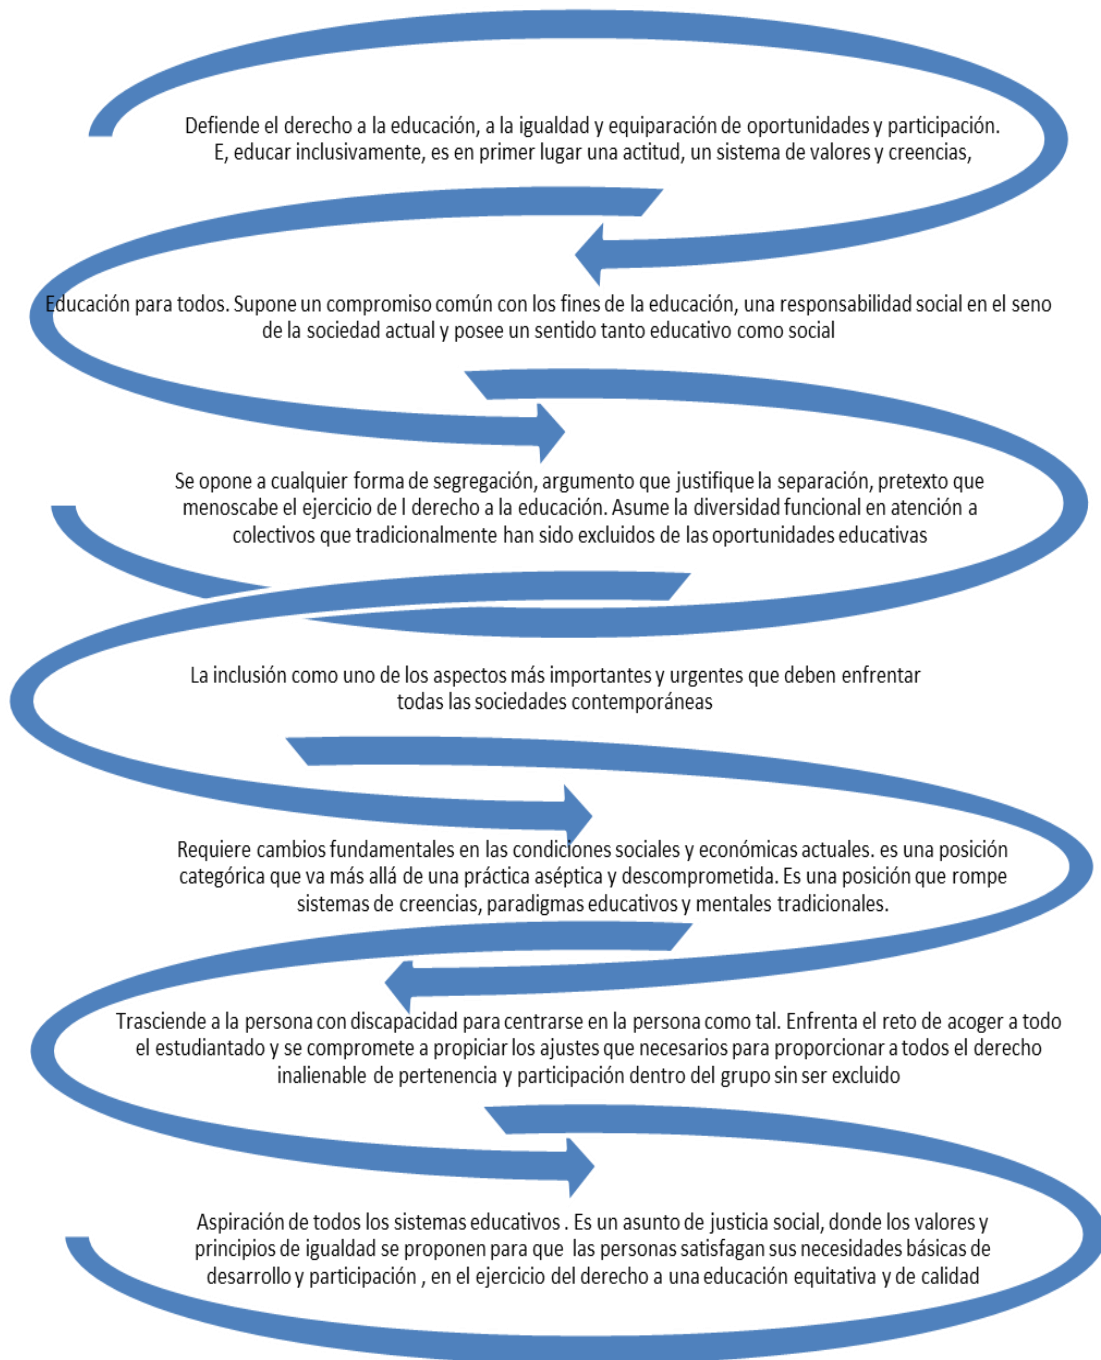 Defiende el derecho a la educación, a la igualdad y equiparación de oportunidades y participación.
E, educar inclusivamente, es en primer lugar una actitud, un sistema de valores y creencias,
Educación para todos. Supone un compromiso común con los fines de la educación, una responsabilidad social en el seno
de la sociedad actual y posee un sentido tanto educativo como social
Se opone a cualquier forma de segregación, argumento que justifique la separación, pretexto que
menoscabe el ejercicio de l derecho a la educación. Asume la diversidad funcional en atención a
colectivos que tradicionalmente han sido excluidos de las oportunidades educativas
La inclusión como uno de los aspectos más importantes y urgentes que deben enfrentar
todas las sociedades contemporáneas
Requiere cambios fundamentales en las condiciones sociales y económicas actuales. es una posición
categórica que va más allá de una práctica aséptica y descomprometida. Es una posición que rompe
sistemas de creencias, paradigmas educativos y mentales tradicionales.
Trasciende a la persona con discapacidad para centrarse en la persona como tal. Enfrenta el reto de acoger a todo
el estudiantado y se compromete a propiciar los ajustes que necesarios para proporcionar a todos el derecho
inalienable de pertenencia y participación dentro del grupo sin ser excluido
Aspiración de todos los sistemas educativos . Es un asunto de justicia social, donde los valores y
principios de igualdad se proponen para que las personas satisfagan sus necesidades básicas de
desarrollo y participación , en el ejercicio del derecho a una educación equitativa y de calidad